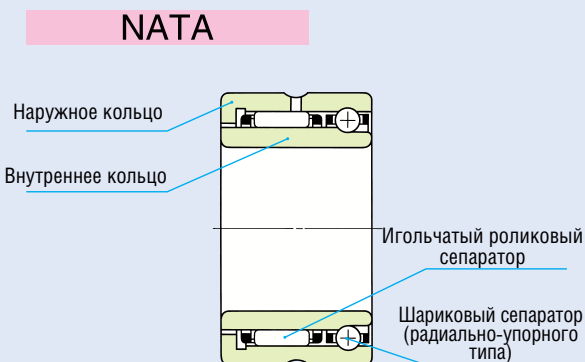 NATA
Наружное кольцо
Внутреннее кольцо
Игольчатый роликовый
сепаратор
Шариковый сепаратор
(радиально-упорного
типа)